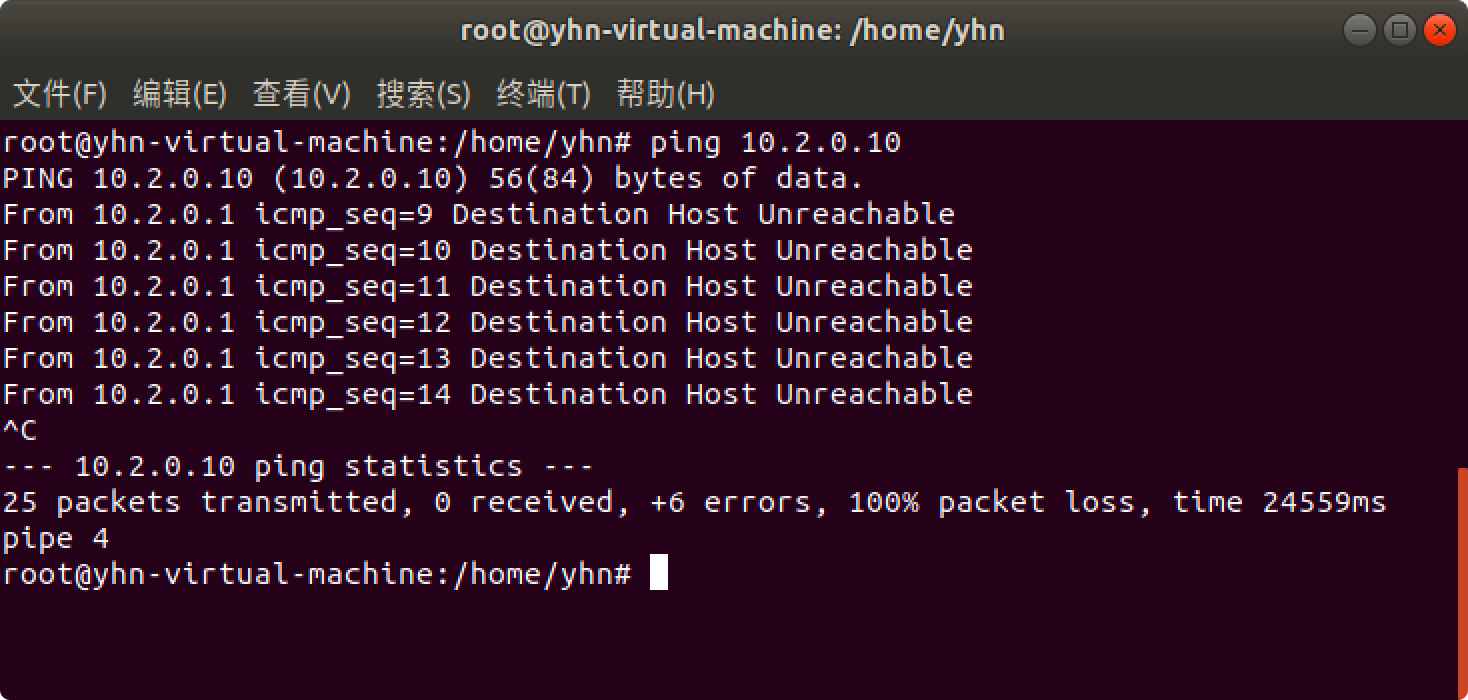 root@yhn-virtual-machine: /home/yhn
文件(F) 编辑(E) 查看(V) 搜索(S) 终端(T) 帮助(H)
root@yhn-virtual-machine:/home/yhn# ping 10.2.0.10
PING 10.2.0.10 (10.2.0.10) 56(84) bytes of data.
From 10.2.0.1 icmp_seq=9 Destination Host Unreachable
From 10.2.0.1 icmp_seq=10 Destination Host Unreachable
From 10.2.0.1 icmp_seq=11 Destination Host Unreachable
From 10.2.0.1 icmp_seq=12 Destination Host Unreachable
From 10.2.0.1 icmp_seq=13 Destination Host Unreachable
From 10.2.0.1 icmp_seq=14 Destination Host Unreachable
^C
--- 10.2.0.10 ping statistics ---
25 packets transmitted, 0 received, +6 errors, 100% packet loss, time 24559ms
pipe 4
root@yhn-virtual-machine:/home/yhn#